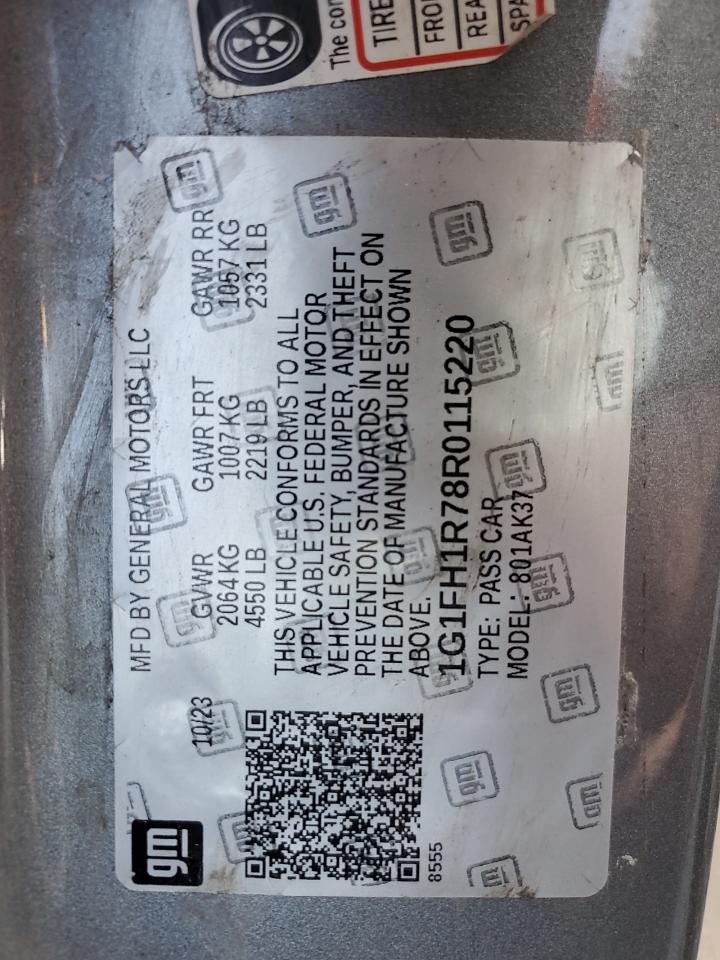 The con
TIRE
FRO
REA
SPA
gm
MFD BY GENERAL MOTORS LLC
10/23
GVWR GAWR FRT GAWR RR
2064 KG 1007 KG 1057 KG
4550 LB 2219 LB 2331 LB
THIS VEHICLE CONFORMS TO ALL
APPLICABLE U.S. FEDERAL MOTOR
VEHICLE SAFETY, BUMPER, AND THEFT
PREVENTION STANDARDS IN EFFECT ON
THE DATE OF MANUFACTURE SHOWN
ABOVE.
1G1FH1R78R0115220
TYPE: PASS CAR
MODEL: 801AK37
8555